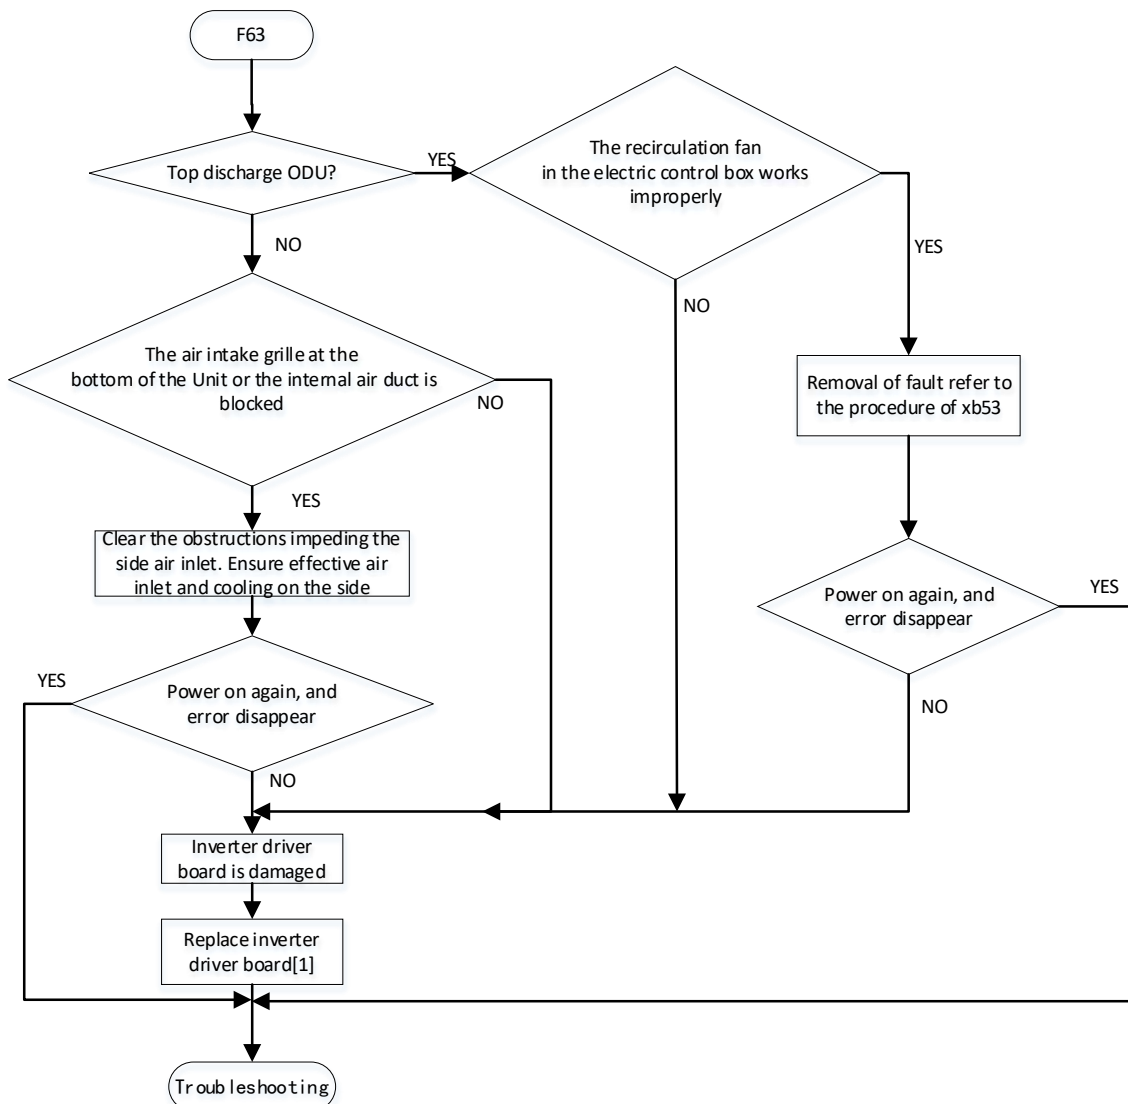 F63
Top discharge ODU?
YES
The recirculation fan
in the electric control box works
improperly
NO
YES
NO
The air intake grille at the
bottom of the Unit or the internal air duct is
blocked
NO
Removal of fault refer to
the procedure of xb53
YES
Clear the obstructions impeding the
side air inlet. Ensure effective air
inlet and cooling on the side
Power on again, and
error disappear
YES
NO
YES
Power on again, and
error disappear
NO
Inverter driver
board is damaged
Replace inverter
driver board[1]
Troubleshooting